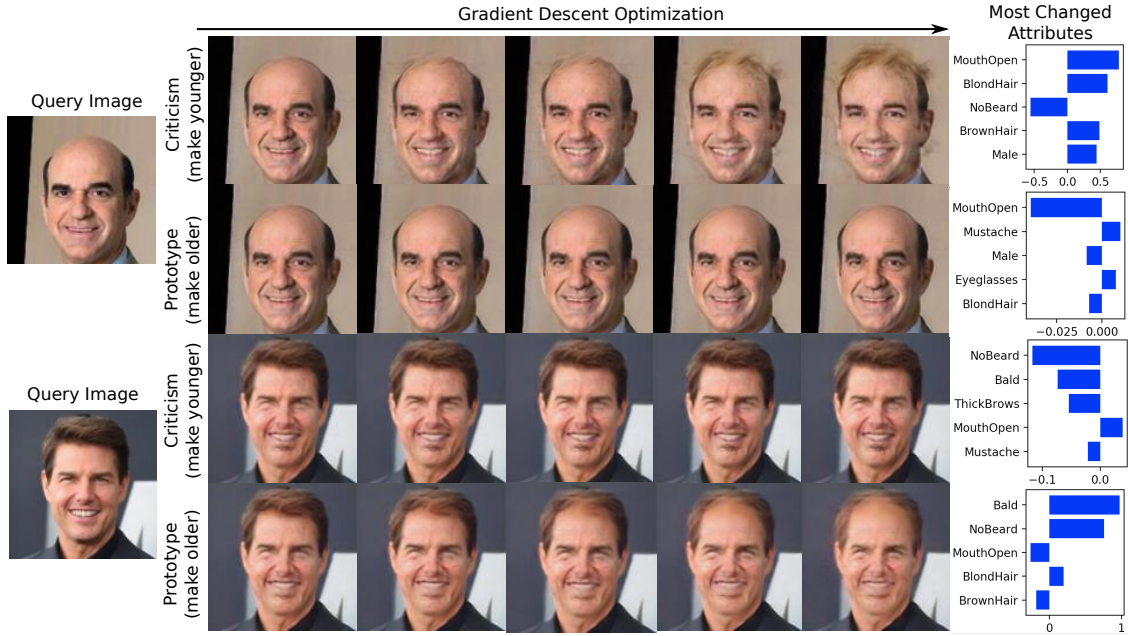 Gradient Descent Optimization
Most Changed
Attributes
Query Image
Criticism
(make younger)
MouthOpen
BlondHair
NoBeard
BrownHair
Male
−0.5 0.0 0.5
Prototype
(make older)
MouthOpen
Mustache
Male
Eyeglasses
BlondHair
−0.025 0.000
Query Image
Criticism
(make younger)
NoBeard
Bald
ThickBrows
MouthOpen
Mustache
−0.1 0.0
Prototype
(make older)
Bald
NoBeard
MouthOpen
BlondHair
BrownHair
0 1